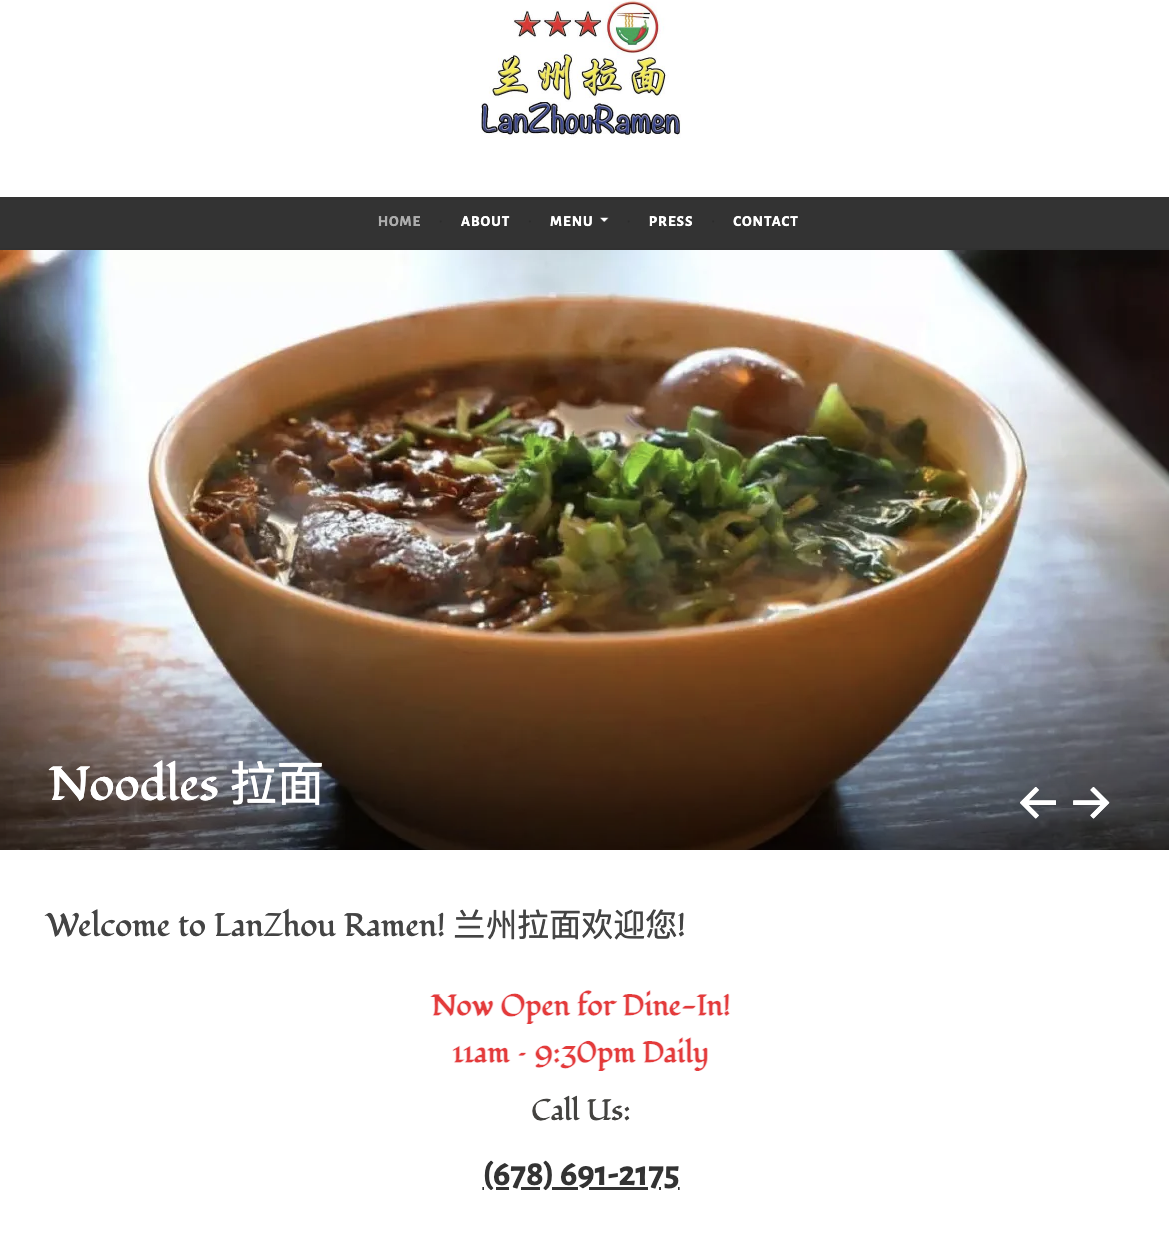 兰州拉面
LanZhouRamen
HOME ABOUT MENU PRESS CONTACT
Noodles 拉面
Welcome to LanZhou Ramen! 兰州拉面欢迎您!
Now Open for Dine-In!
11am - 9:30pm Daily
Call Us:
(678) 691-2175